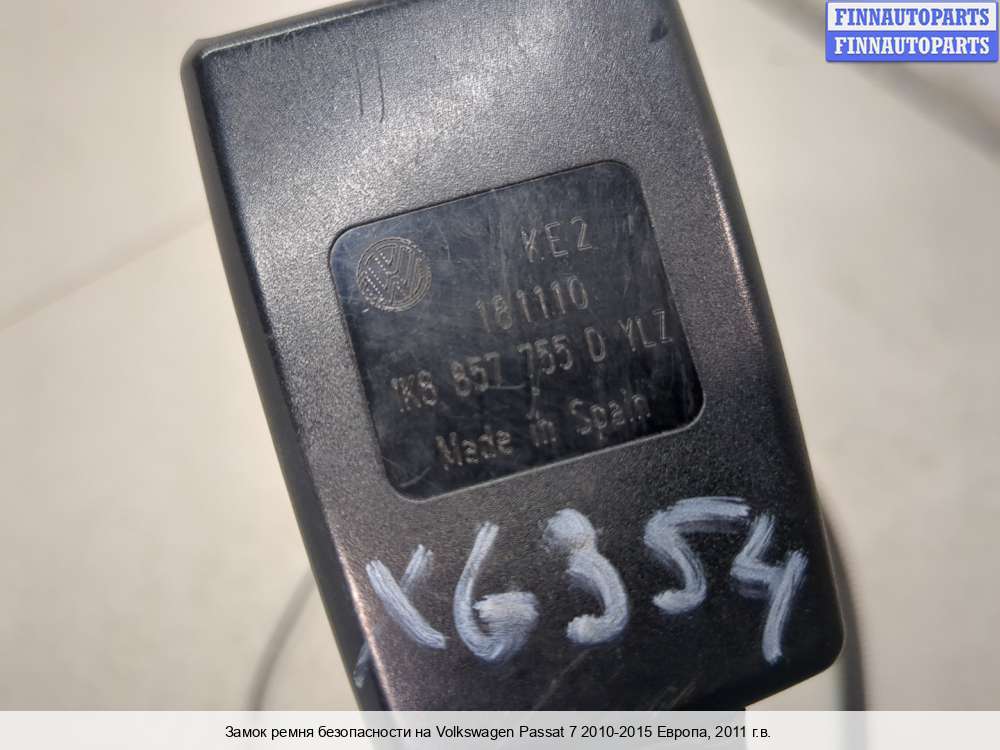 FINNAUTOPARTS
FINNAUTOPARTS
KE2
181110
1K8 857 755 D YLZ
Made in Spain
X6354
Замок ремня безопасности на Volkswagen Passat 7 2010-2015 Европа, 2011 г.в.